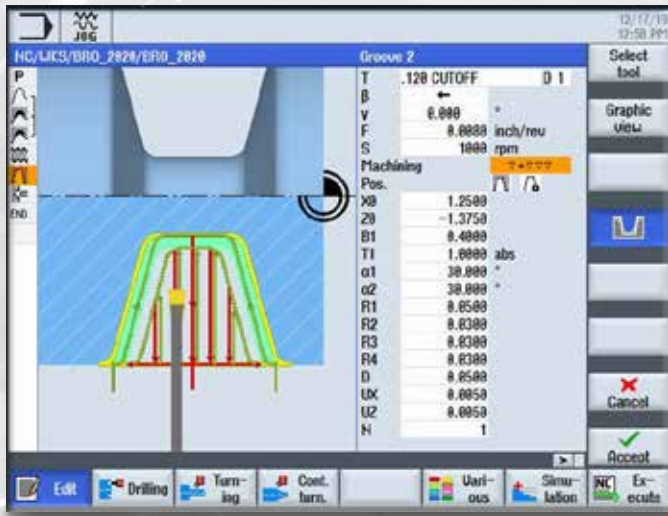 JOG
12/17/19
12:50 PM
NC/WKS/BRO_2020/BRO_2020
Groove 2
Select tool
P
T .120 CUTOFF D 1
β ←
γ 0.000 °
Graphic view
F 0.0080 inch/rev
S 1000 rpm
Machining ▽+▽▽▽
Pos.
X0 1.2500
Z0 -1.3750
B1 0.4000
T1 1.0000 abs
α1 30.000 °
α2 30.000 °
R1 0.0500
R2 0.0300
R3 0.0300
R4 0.0300
D 0.0500
UX 0.0050
UZ 0.0050
N 1
END
Cancel
Accept
Edit
Drilling
Turn-
ing
Cont.
turn.
Vari-
ous
Simu-
lation
NC Ex-
ecute